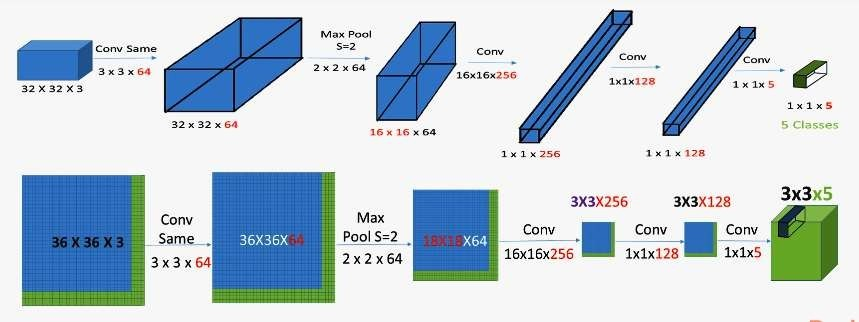 Conv Same
3 x 3 x 64
32 X 32 X 3
32 x 32 x 64
Max Pool
S=2
2 x 2 x 64
16 x 16 x 64
Conv
16x16x256
1 x 1 x 256
Conv
1x1x128
1 x 1 x 128
Conv
1 x 1x 5
1 x 1 x 5
5 Classes
36 X 36 X 3
Conv
Same
3 x 3 x 64
36X36X64
Max
Pool S=2
2 x 2 x 64
18X18X64
Conv
16x16x256
3X3X256
Conv
1x1x128
3X3X128
Conv
1x1x5
3x3x5